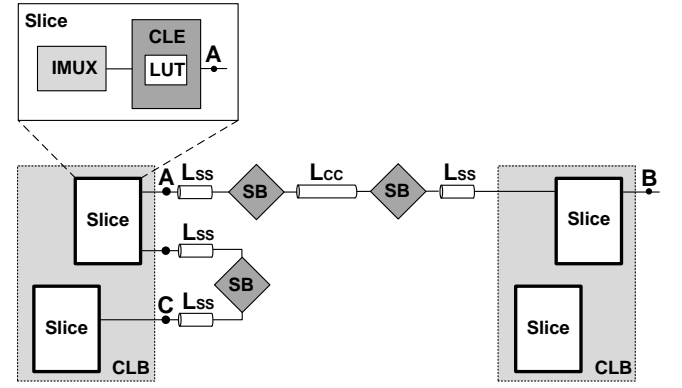 Slice
CLE
A
IMUX
LUT
A
LSS
LCC
LSS
B
SB
SB
Slice
Slice
LSS
SB
C
LSS
Slice
Slice
CLB
CLB